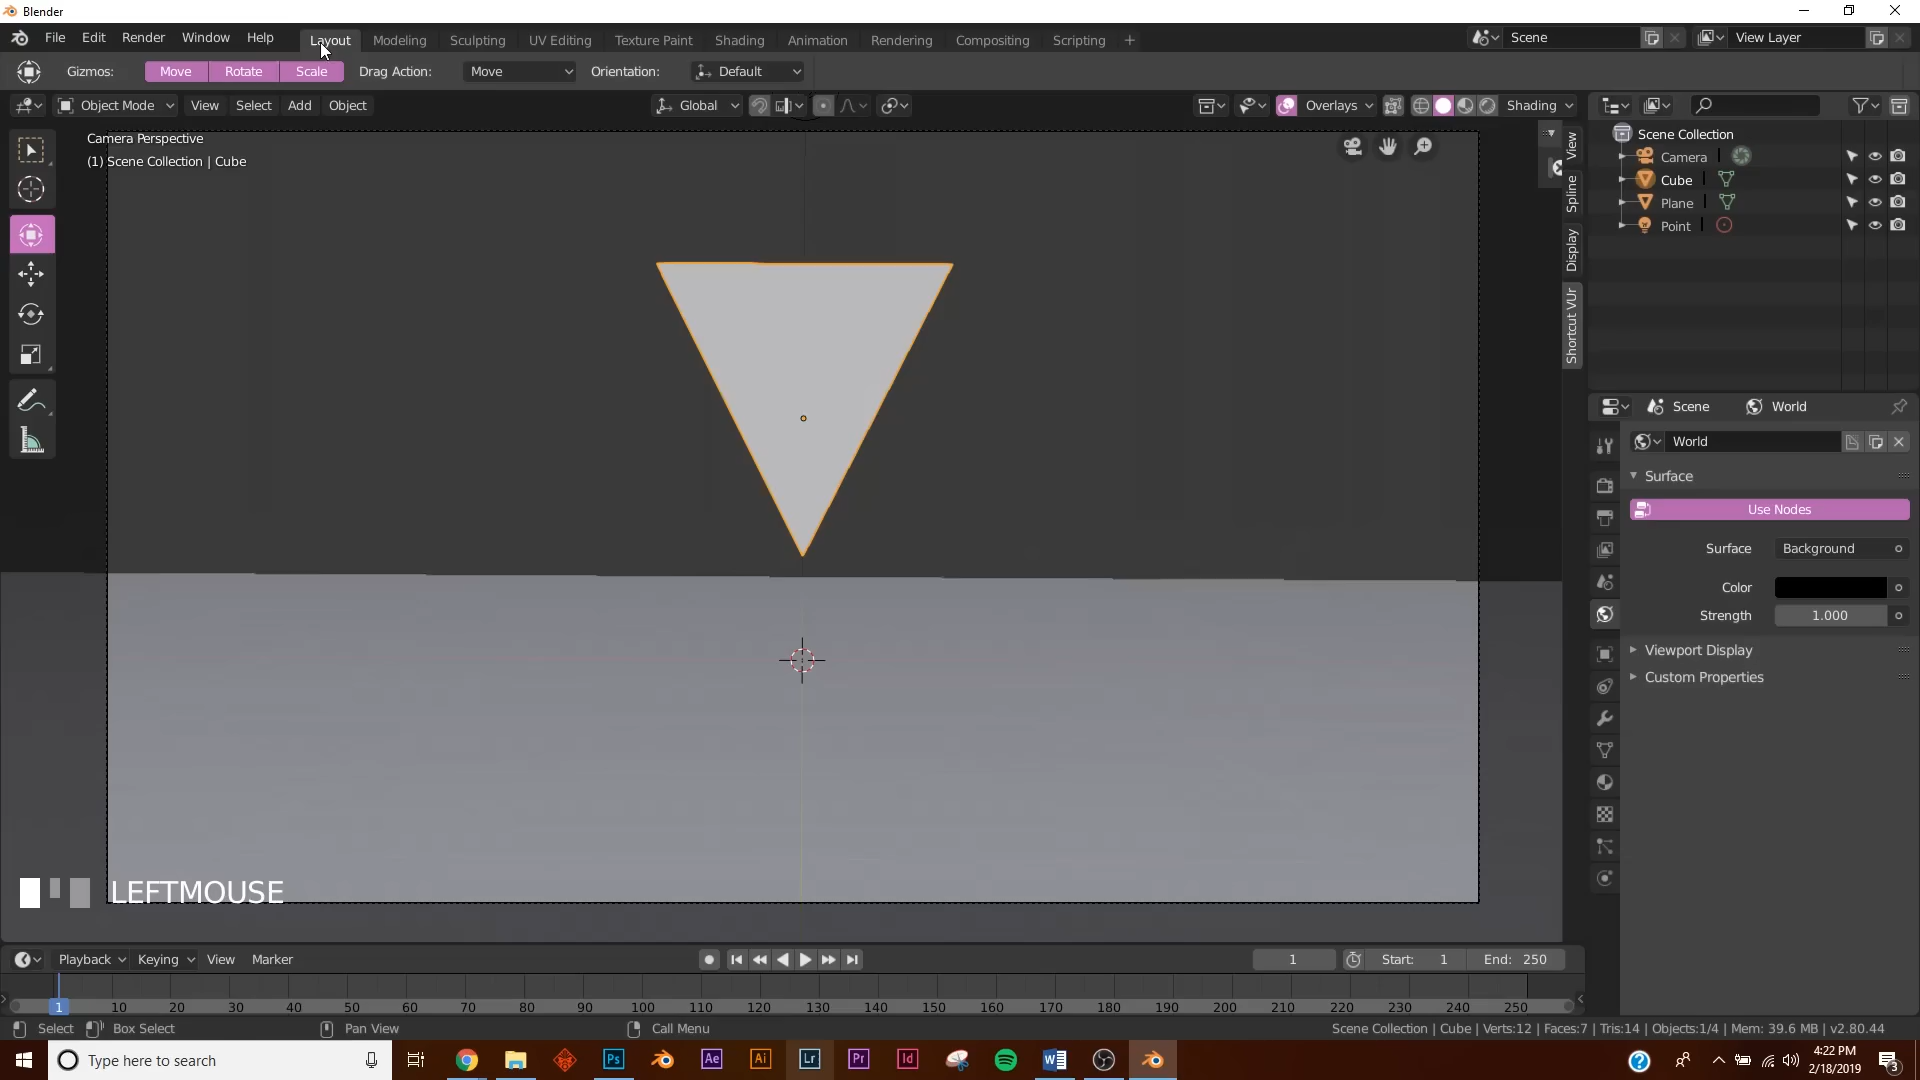 Blender
File Edit Render Window Help Layout Modeling Sculpting UV Editing Texture Paint Shading Animation Rendering Compositing Scripting + Scene View Layer
Gizmos: Move Rotate Scale Drag Action: Move Orientation: Default
Object Mode View Select Add Object Global Overlays Shading
Camera Perspective
(1) Scene Collection | Cube
View
Spline
Display
Shortcut VUr
Scene Collection
Camera
Cube
Plane
Point
Scene World
World
Surface
Use Nodes
Surface Background
Color
Strength 1.000
Viewport Display
Custom Properties
LEFTMOUSE
Playback Keying View Marker 1 Start: 1 End: 250
1 10 20 30 40 50 60 70 80 90 100 110 120 130 140 150 160 170 180 190 200 210 220 230 240 250
Select Box Select Pan View Call Menu Scene Collection | Cube | Verts:12 | Faces:7 | Tris:14 | Objects:1/4 | Mem: 39.6 MB | v2.80.44
Type here to search Ps Ae Ai Lr Pr Id
4:22 PM
2/18/2019
3